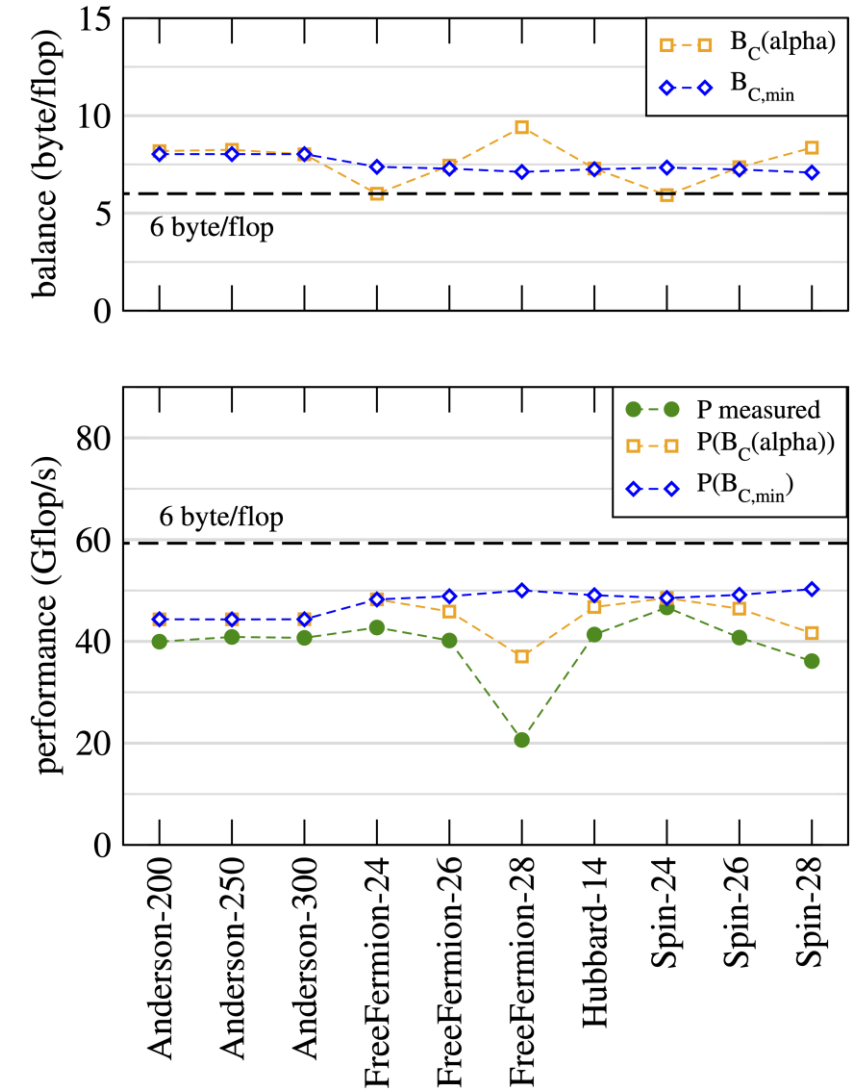 15
10
5
0
balance (byte/flop)
B_C(alpha)
B_C,min
6 byte/flop
80
60
40
20
0
performance (Gflop/s)
P measured
P(B_C(alpha))
P(B_C,min)
6 byte/flop
Anderson-200
Anderson-250
Anderson-300
FreeFermion-24
FreeFermion-26
FreeFermion-28
Hubbard-14
Spin-24
Spin-26
Spin-28